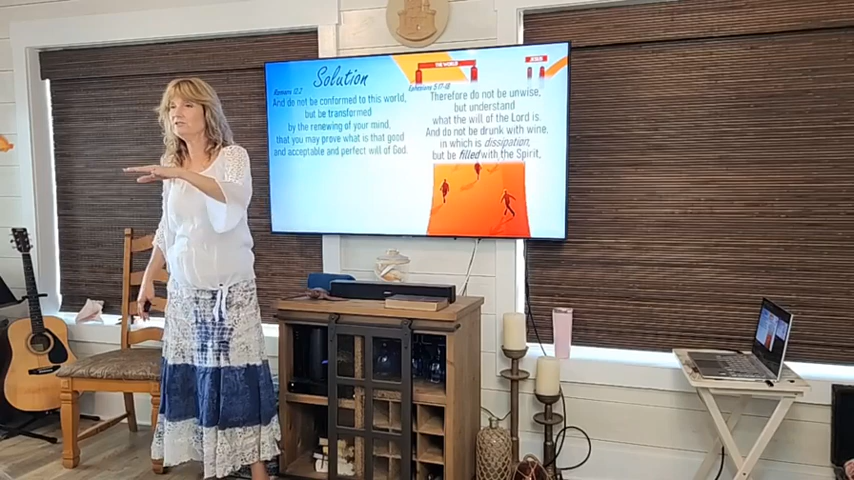 Solution
Romans 12:2
And do not be conformed to this world,
but be transformed
by the renewing of your mind,
that you may prove what is that good
and acceptable and perfect will of God.
THE WORLD
JESUS
Ephesians 5:17-18
Therefore do not be unwise,
but understand
what the will of the Lord is.
And do not be drunk with wine,
in which is dissipation,
but be filled with the Spirit,